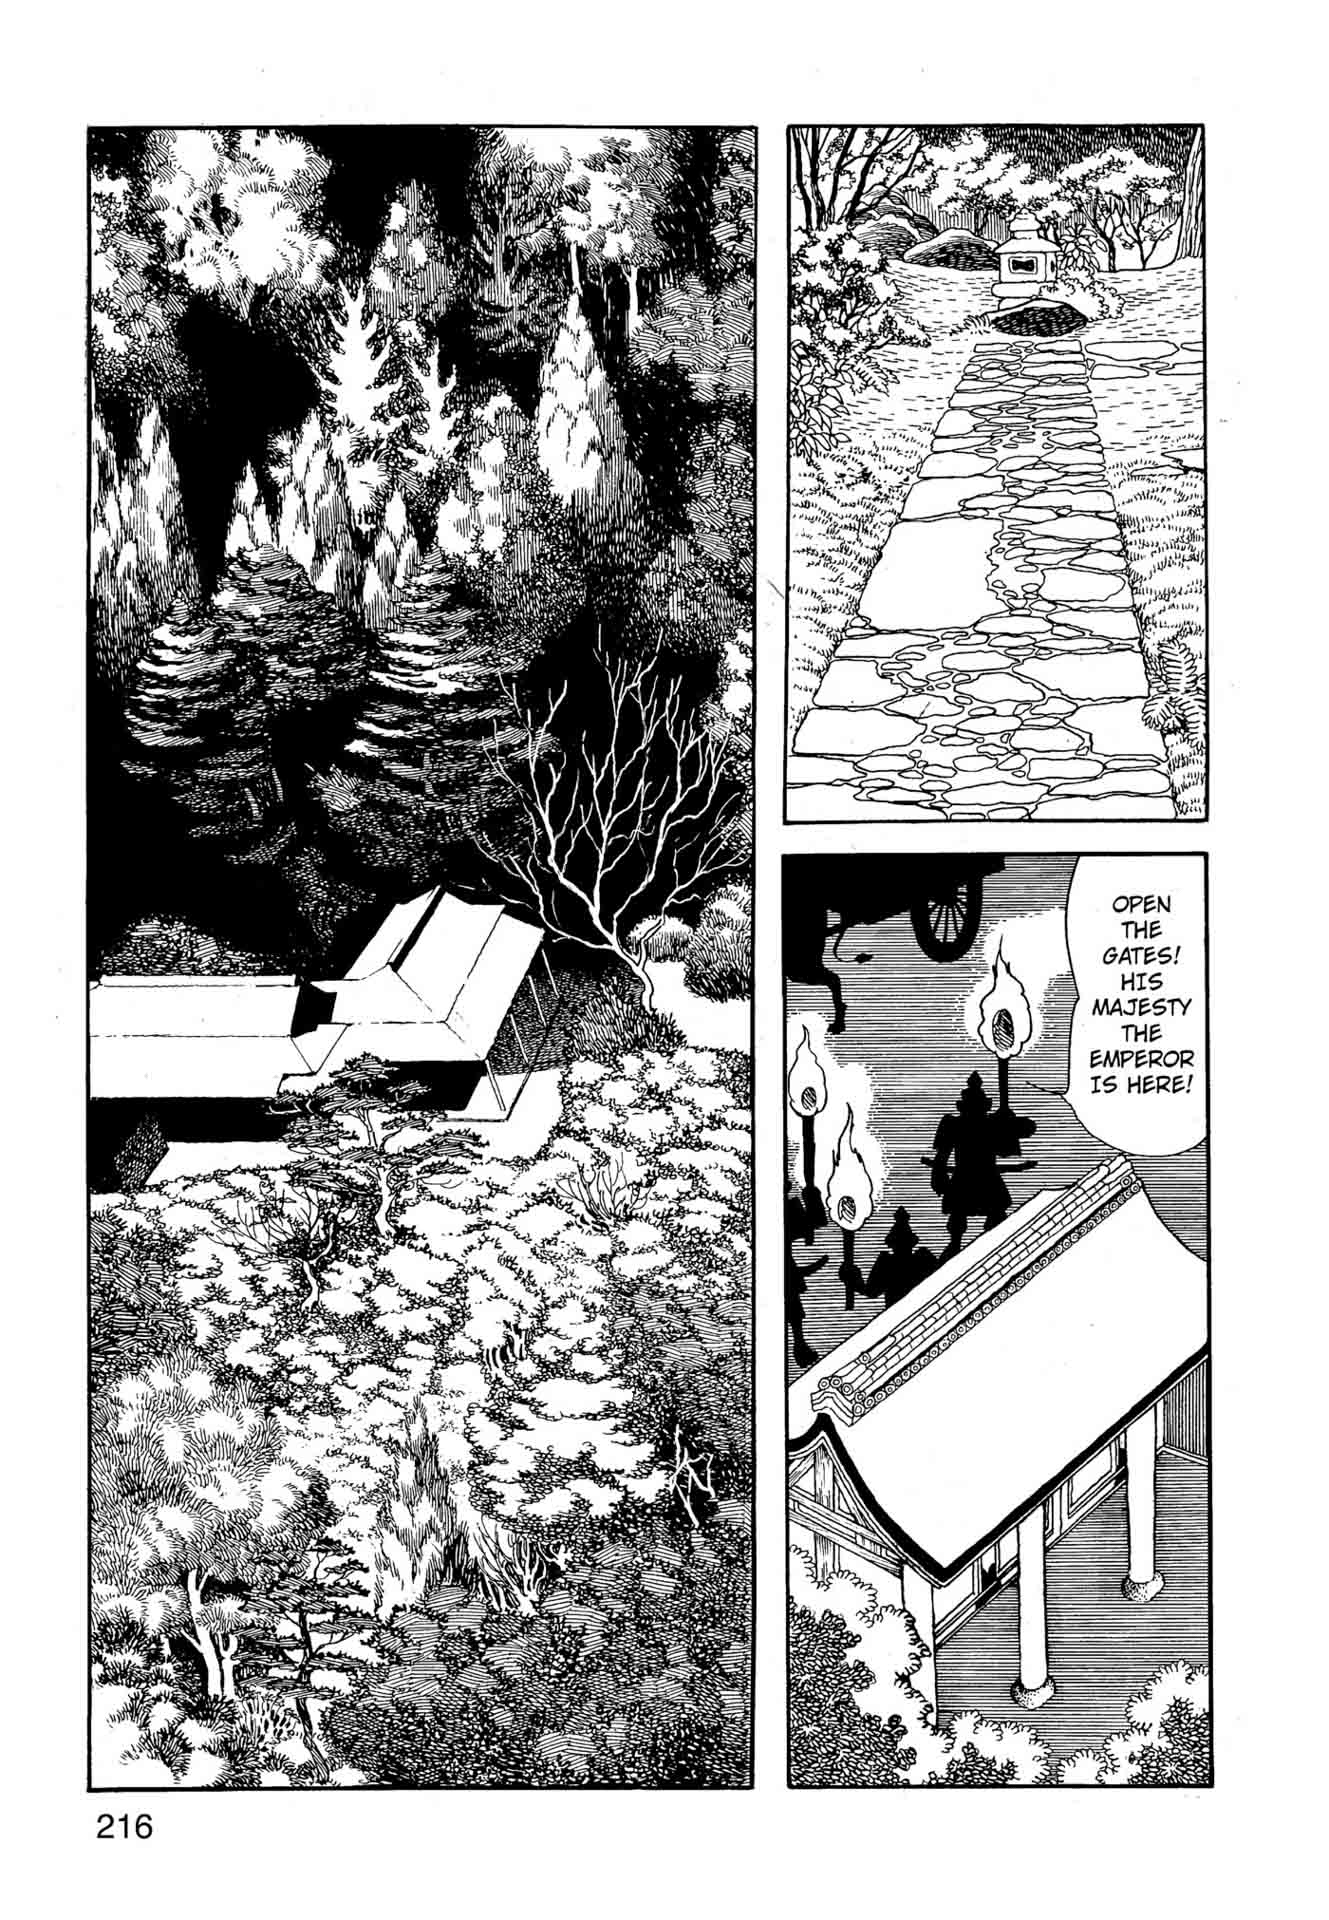 OPEN
THE
GATES!
HIS
MAJESTY
THE
EMPEROR
IS HERE!
216